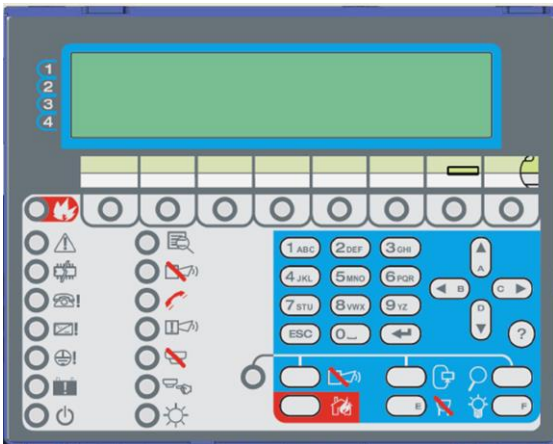 1
2
3
4
1 ABC 2 DEF 3 GHI
4 JKL 5 MNO 6 PQR
7 STU 8 VWX 9 YZ
ESC 0_
A
B C
D
?
!
!
!
!
E F